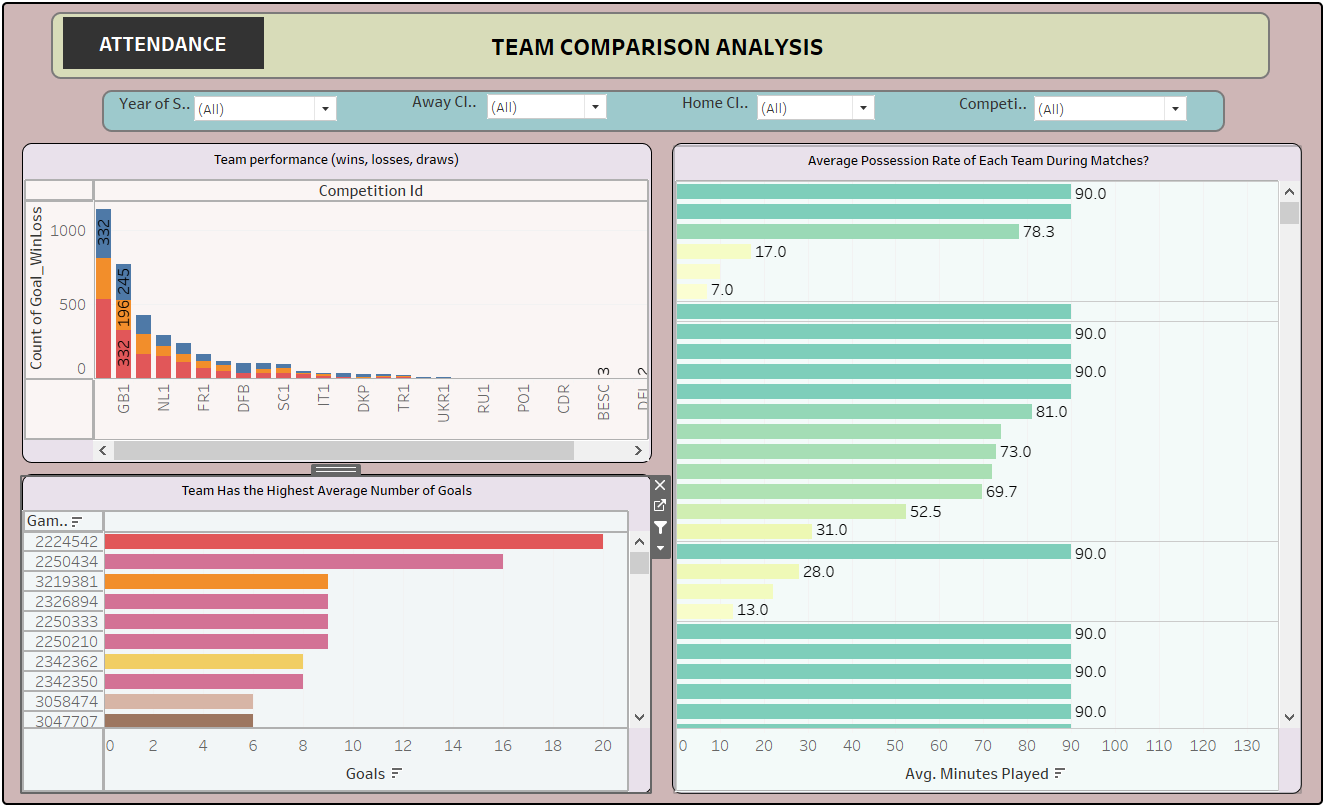 ATTENDANCE
TEAM COMPARISON ANALYSIS
Year of S.. (All)
Away Cl.. (All)
Home Cl.. (All)
Competi.. (All)
Team performance (wins, losses, draws)
Competition Id
Count of Goal_WinLoss
1000
500
0
332
332 196 245
3
2
GB1
NL1
FR1
DFB
SC1
IT1
DKP
TR1
UKR1
RU1
PO1
CDR
BESC
Team Has the Highest Average Number of Goals
Gam..
2224542
2250434
3219381
2326894
2250333
2250210
2342362
2342350
3058474
3047707
0 2 4 6 8 10 12 14 16 18 20
Goals
Average Possession Rate of Each Team During Matches?
90.0
78.3
17.0
7.0
90.0
90.0
81.0
73.0
69.7
52.5
31.0
90.0
28.0
13.0
90.0
90.0
90.0
0 10 20 30 40 50 60 70 80 90 100 110 120 130
Avg. Minutes Played